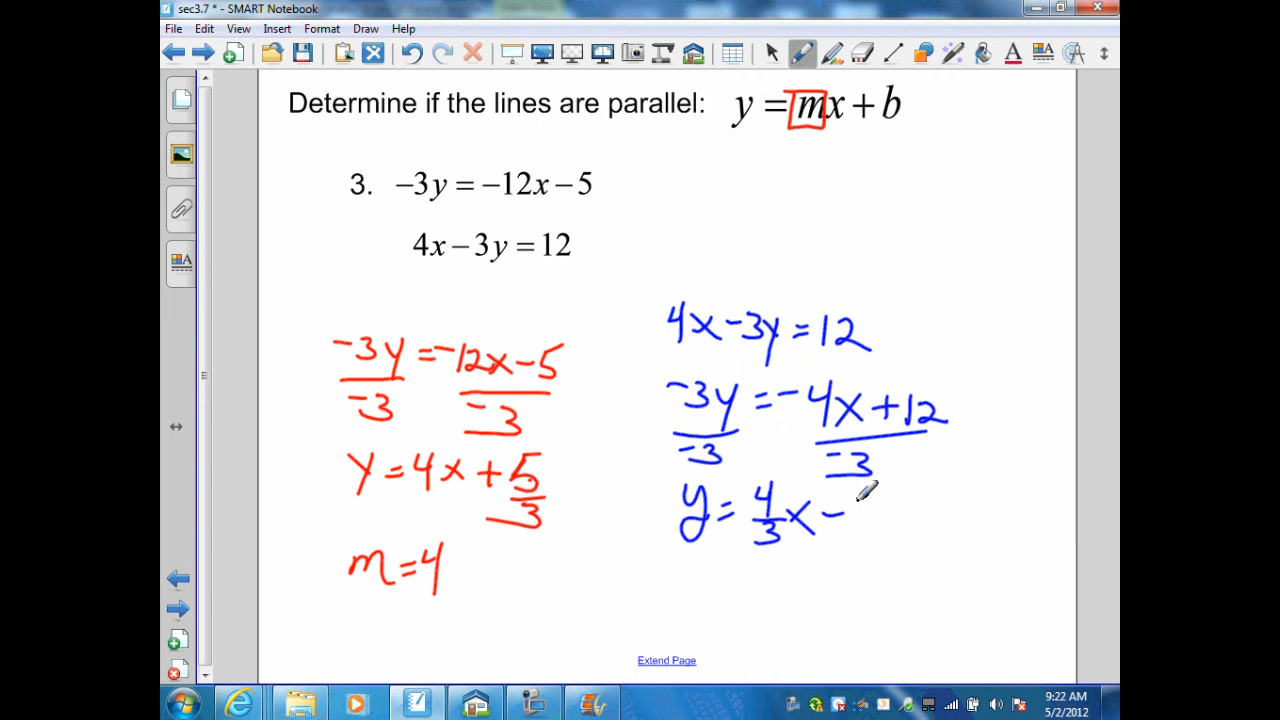 sec3.7 * - SMART Notebook
File Edit View Insert Format Draw Help
Determine if the lines are parallel: y = mx + b
3. −3y = −12x − 5
4x − 3y = 12
4x-3y=12
-3y = -12x-5
-3 -3
-3y = -4x+12
-3 -3
y=4x+5/3
y=4/3x-
m=4
Extend Page
9:22 AM
5/2/2012